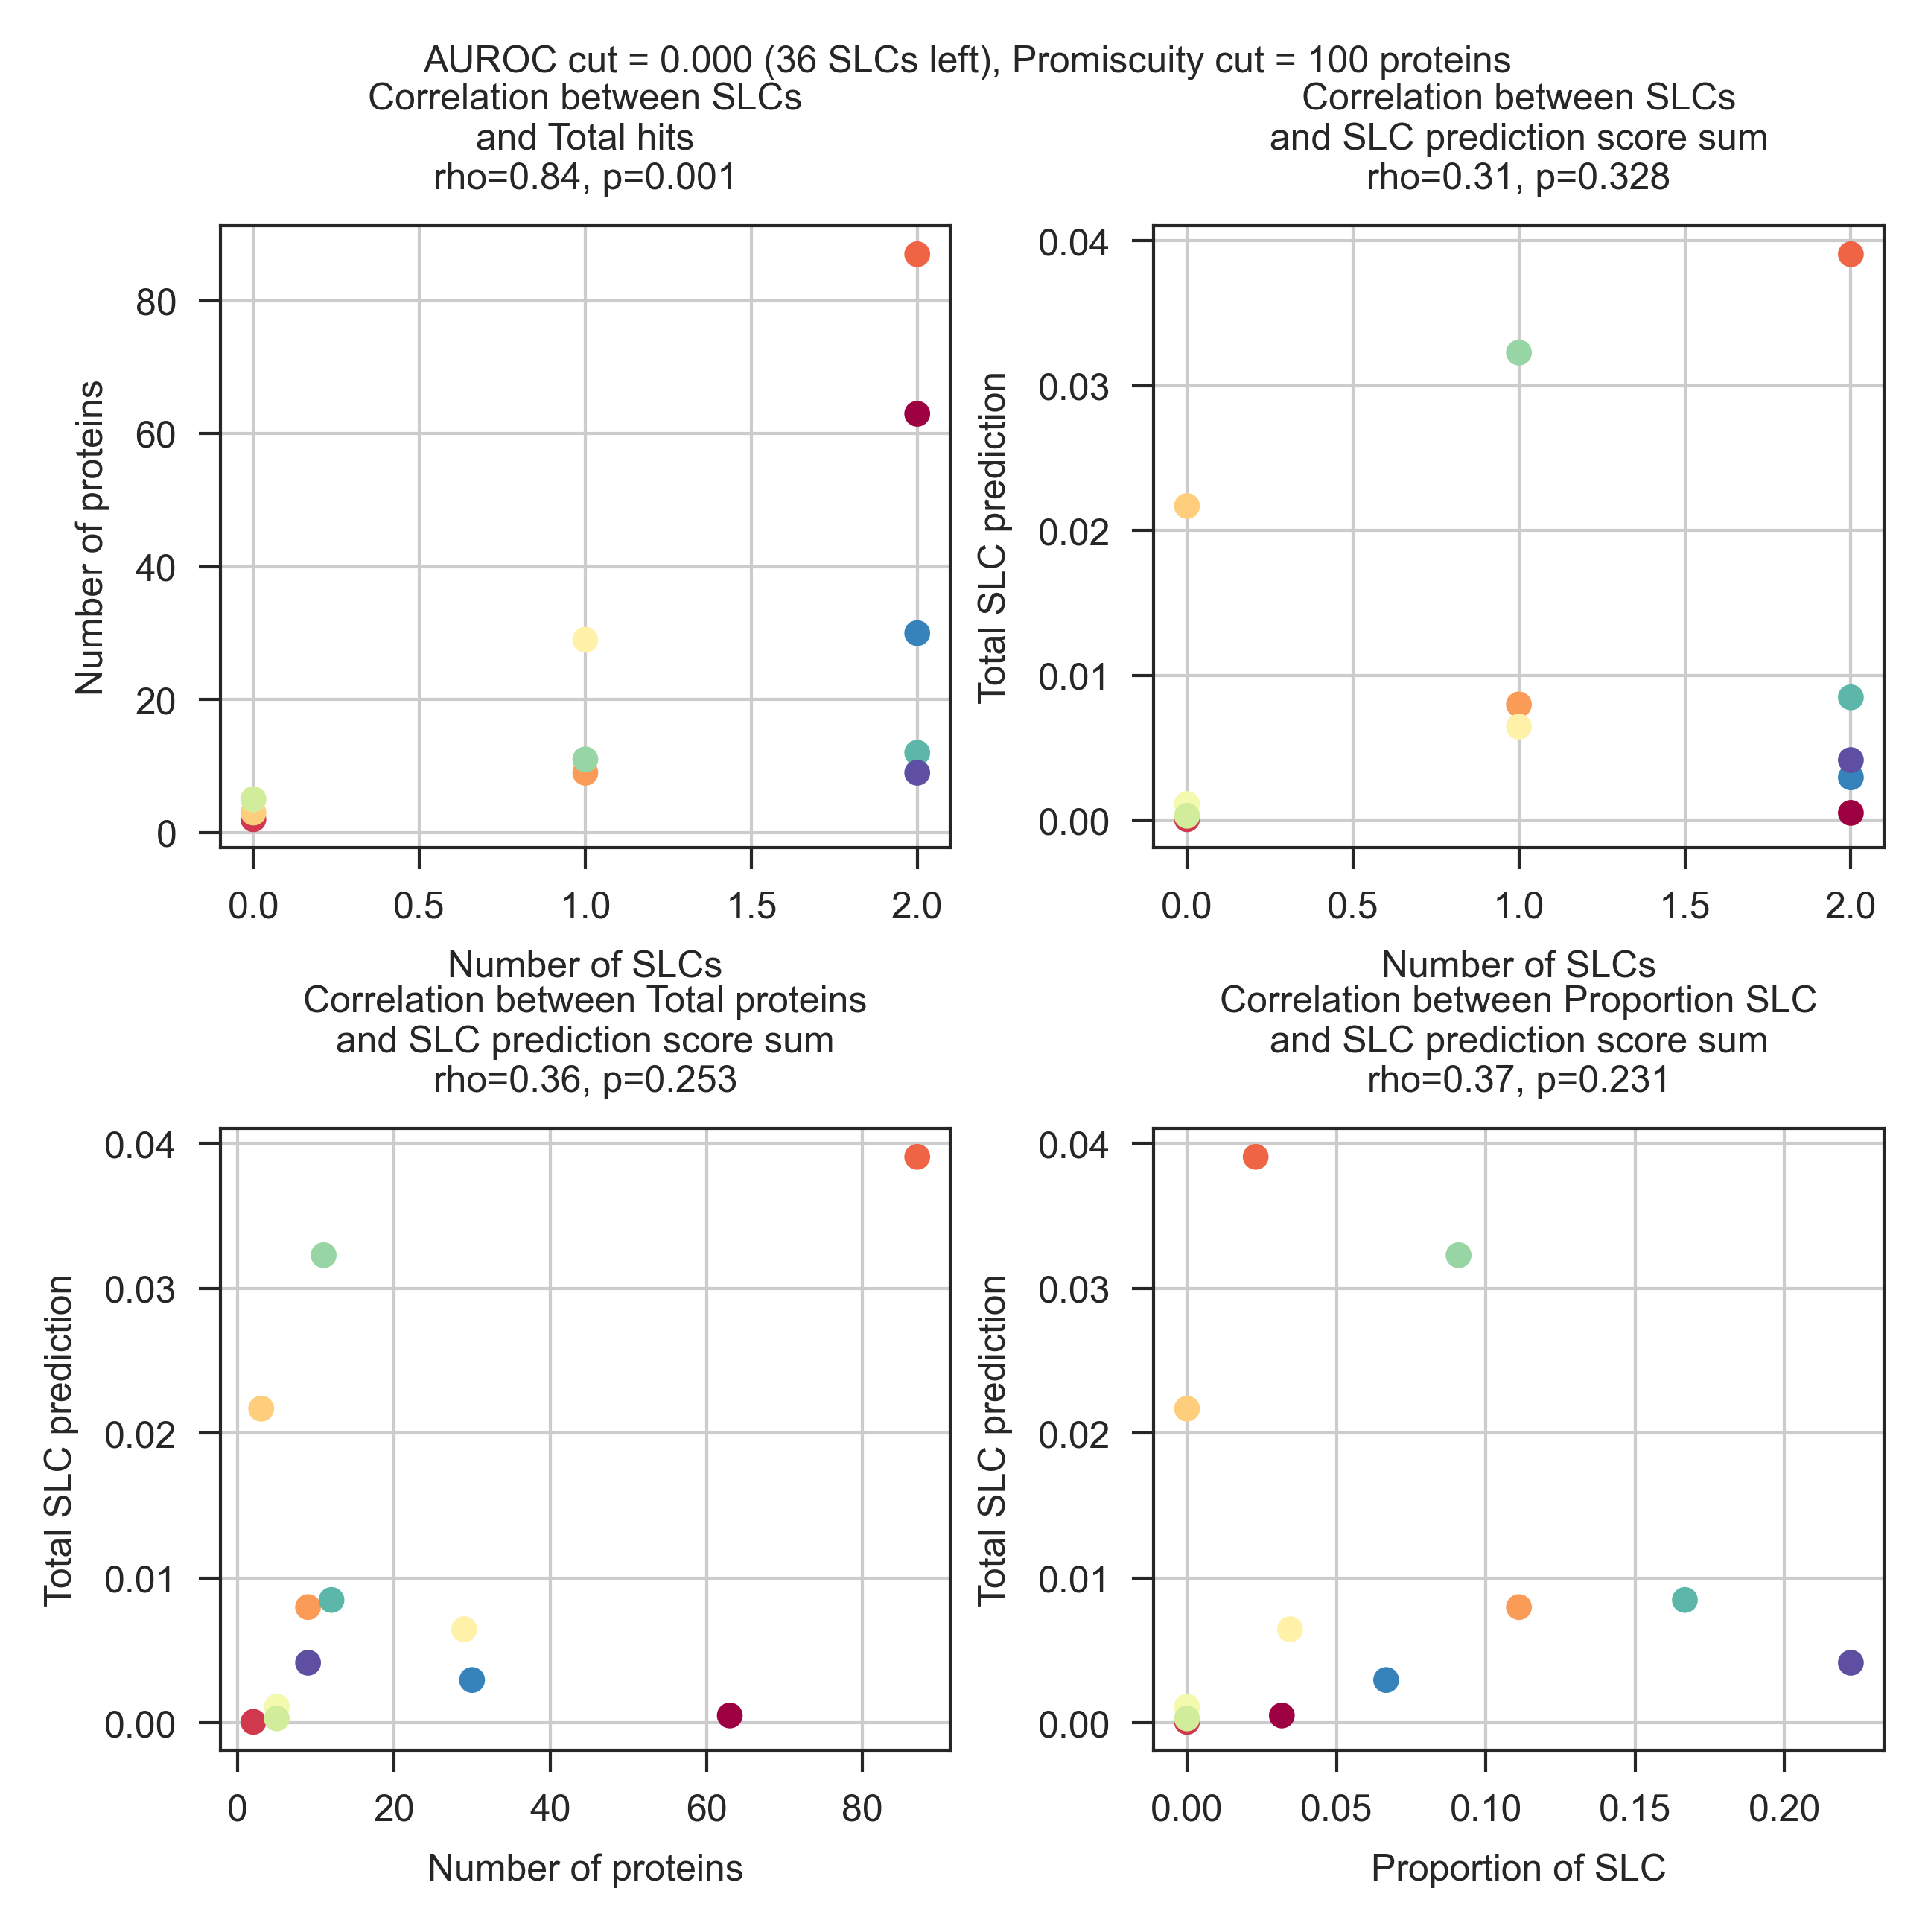 AUROC cut = 0.000 (36 SLCs left), Promiscuity cut = 100 proteins
Correlation between SLCs
and Total hits
rho=0.84, p=0.001
Number of proteins
80
60
40
20
0
0.0 0.5 1.0 1.5 2.0
Number of SLCs
Correlation between SLCs
and SLC prediction score sum
rho=0.31, p=0.328
Total SLC prediction
0.04
0.03
0.02
0.01
0.00
0.0 0.5 1.0 1.5 2.0
Number of SLCs
Correlation between Total proteins
and SLC prediction score sum
rho=0.36, p=0.253
Total SLC prediction
0.04
0.03
0.02
0.01
0.00
0 20 40 60 80
Number of proteins
Correlation between Proportion SLC
and SLC prediction score sum
rho=0.37, p=0.231
Total SLC prediction
0.04
0.03
0.02
0.01
0.00
0.00 0.05 0.10 0.15 0.20
Proportion of SLC